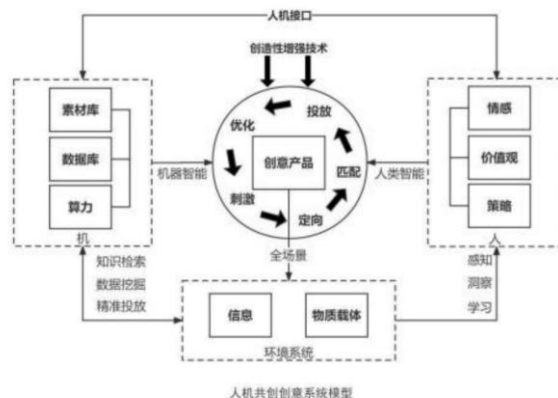 人机接口
创造性增强技术
素材库
数据库
算力
机
机器智能
投放
优化
创意产品
匹配
刺激
定向
人类智能
情感
价值观
策略
人
全场景
知识检索
数据挖掘
精准投放
感知
洞察
学习
信息
物质载体
环境系统
人机共创创意系统模型